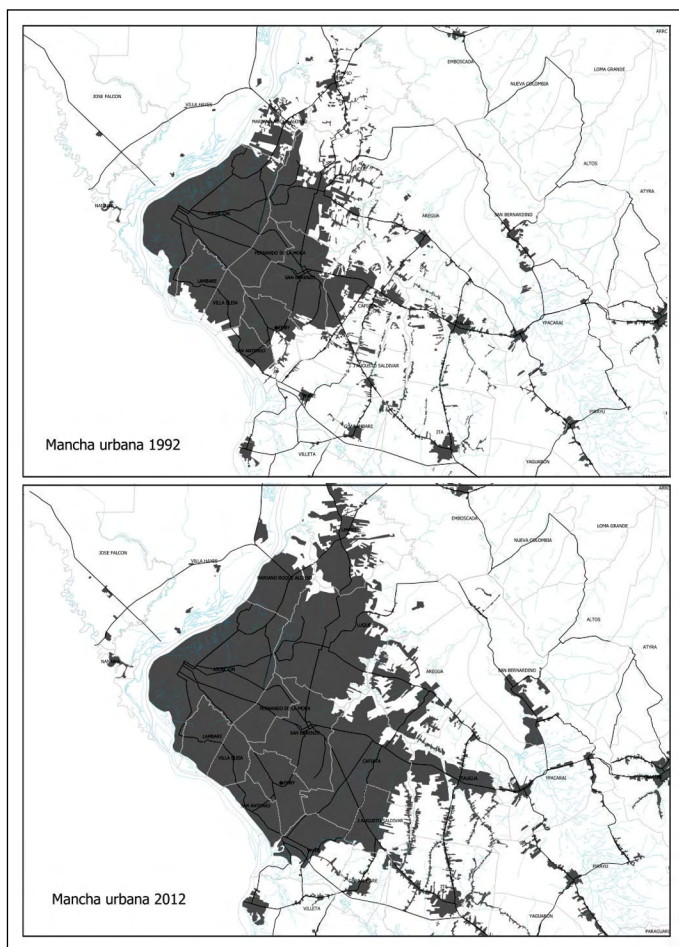 ARAC
EMBOSCADA
LOMA GRANDE
NUEVA COLOMBIA
JOSE FALCON
VILLA HAYES
LUQUE
ALTOS
ATYRA
AREGUA
SAN BERNARDINO
ASUNCION
FERNANDO DE LA MORA
SAN LORENZO
LAMBARE
VILLA ELISA
YPACARAI
SAN ANTONIO
J AUGUSTO SALDIVAR
ITA
PIRAYU
Mancha urbana 1992
VILLETA
YAGUARON
EMBOSCADA
LOMA GRANDE
NUEVA COLOMBIA
JOSE FALCON
VILLA HAYES
MARIANO ROQUE ALONSO
LUQUE
ALTOS
ATYRA
AREGUA
SAN BERNARDINO
ASUNCION
FERNANDO DE LA MORA
SAN LORENZO
LAMBARE
VILLA ELISA
CAPIATA
ITAUGUA
YPACARAI
SAN ANTONIO
J AUGUSTO SALDIVAR
PIRAYU
Mancha urbana 2012
VILLETA
YAGUARON
PARAGUARI